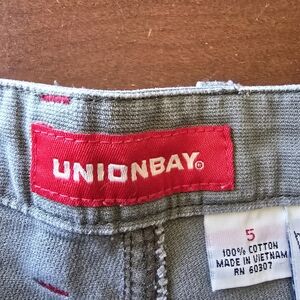 UNIONBAY®
5
100% COTTON
MADE IN VIETNAM
RN 60307